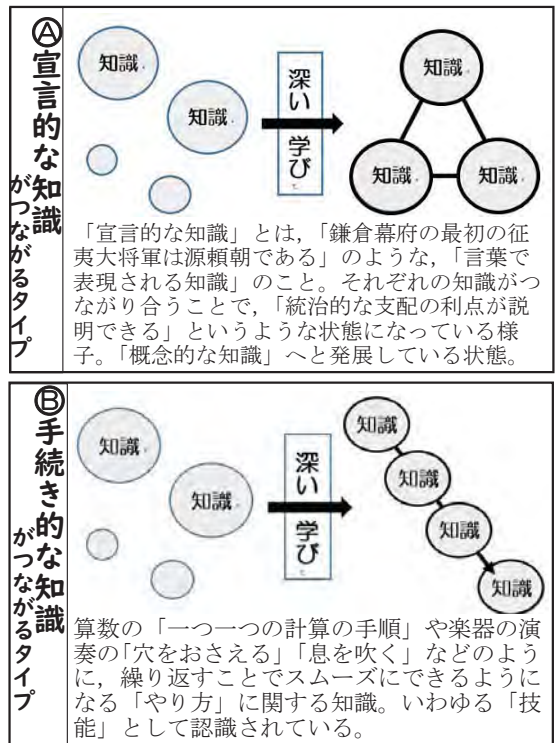 Ⓐ宣言的な知識
がつながるタイプ
知識
知識
深い学び
知識
知識
知識
「宣言的な知識」とは,「鎌倉幕府の最初の征
夷大将軍は源頼朝である」のような,「言葉で
表現される知識」のこと。それぞれの知識がつ
ながり合うことで,「統治的な支配の利点が説
明できる」というような状態になっている様
子。「概念的な知識」へと発展している状態。
Ⓑ手続き的な知識
がつながるタイプ
知識
知識
深い学び
知識
知識
知識
知識
算数の「一つ一つの計算の手順」や楽器の演
奏の「穴をおさえる」「息を吹く」などのよう
に,繰り返すことでスムーズにできるように
なる「やり方」に関する知識。いわゆる「技
能」として認識されている。